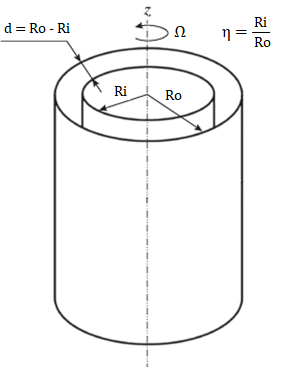 z
d = Ro - Ri
Ω
η = Ri
Ro
Ri
Ro